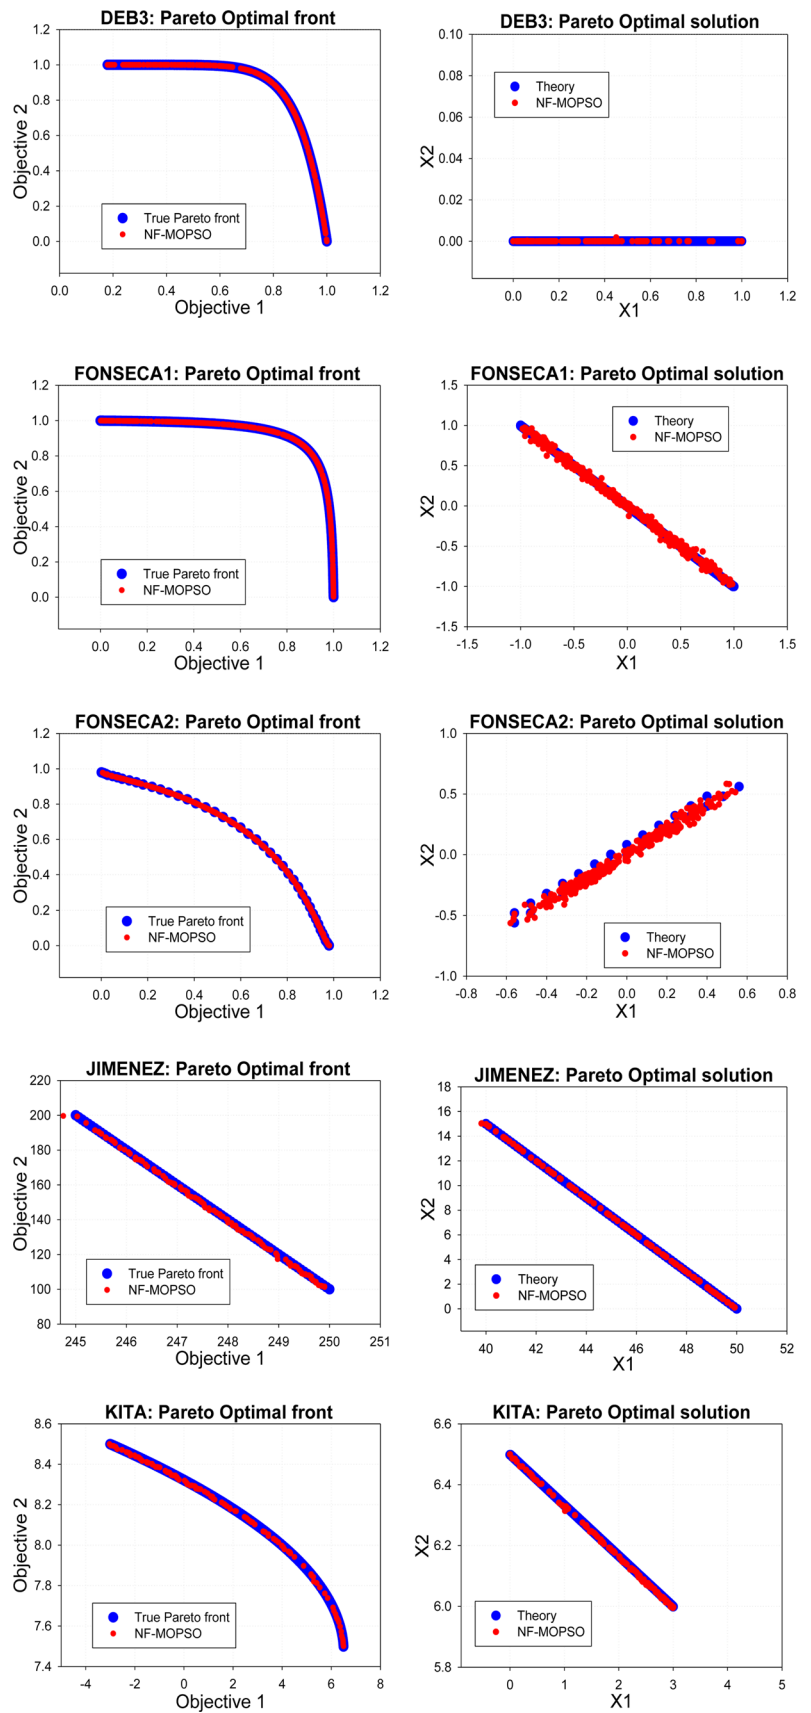 DEB3: Pareto Optimal front
1.2
1.0
0.8
0.6
0.4
0.2
0.0
Objective 2
True Pareto front
NF-MOPSO
0.0 0.2 0.4 0.6 0.8 1.0 1.2
Objective 1
DEB3: Pareto Optimal solution
0.10
0.08
0.06
0.04
0.02
0.00
X2
Theory
NF-MOPSO
0.0 0.2 0.4 0.6 0.8 1.0 1.2
X1
FONSECA1: Pareto Optimal front
1.2
1.0
0.8
0.6
0.4
0.2
0.0
Objective 2
True Pareto front
NF-MOPSO
0.0 0.2 0.4 0.6 0.8 1.0 1.2
Objective 1
FONSECA1: Pareto Optimal solution
1.5
1.0
0.5
0.0
-0.5
-1.0
-1.5
X2
Theory
NF-MOPSO
-1.5 -1.0 -0.5 0.0 0.5 1.0 1.5
X1
FONSECA2: Pareto Optimal front
1.2
1.0
0.8
0.6
0.4
0.2
0.0
Objective 2
True Pareto front
NF-MOPSO
0.0 0.2 0.4 0.6 0.8 1.0 1.2
Objective 1
FONSECA2: Pareto Optimal solution
1.0
0.5
0.0
-0.5
-1.0
X2
Theory
NF-MOPSO
-0.8 -0.6 -0.4 -0.2 0.0 0.2 0.4 0.6 0.8
X1
JIMENEZ: Pareto Optimal front
220
200
180
160
140
120
100
80
Objective 2
True Pareto front
NF-MOPSO
245 246 247 248 249 250 251
Objective 1
JIMENEZ: Pareto Optimal solution
18
16
14
12
10
8
6
4
2
0
X2
Theory
NF-MOPSO
40 42 44 46 48 50 52
X1
KITA: Pareto Optimal front
8.6
8.4
8.2
8.0
7.8
7.6
7.4
Objective 2
True Pareto front
NF-MOPSO
-4 -2 0 2 4 6 8
Objective 1
KITA: Pareto Optimal solution
6.6
6.4
6.2
6.0
5.8
X2
Theory
NF-MOPSO
0 1 2 3 4 5
X1